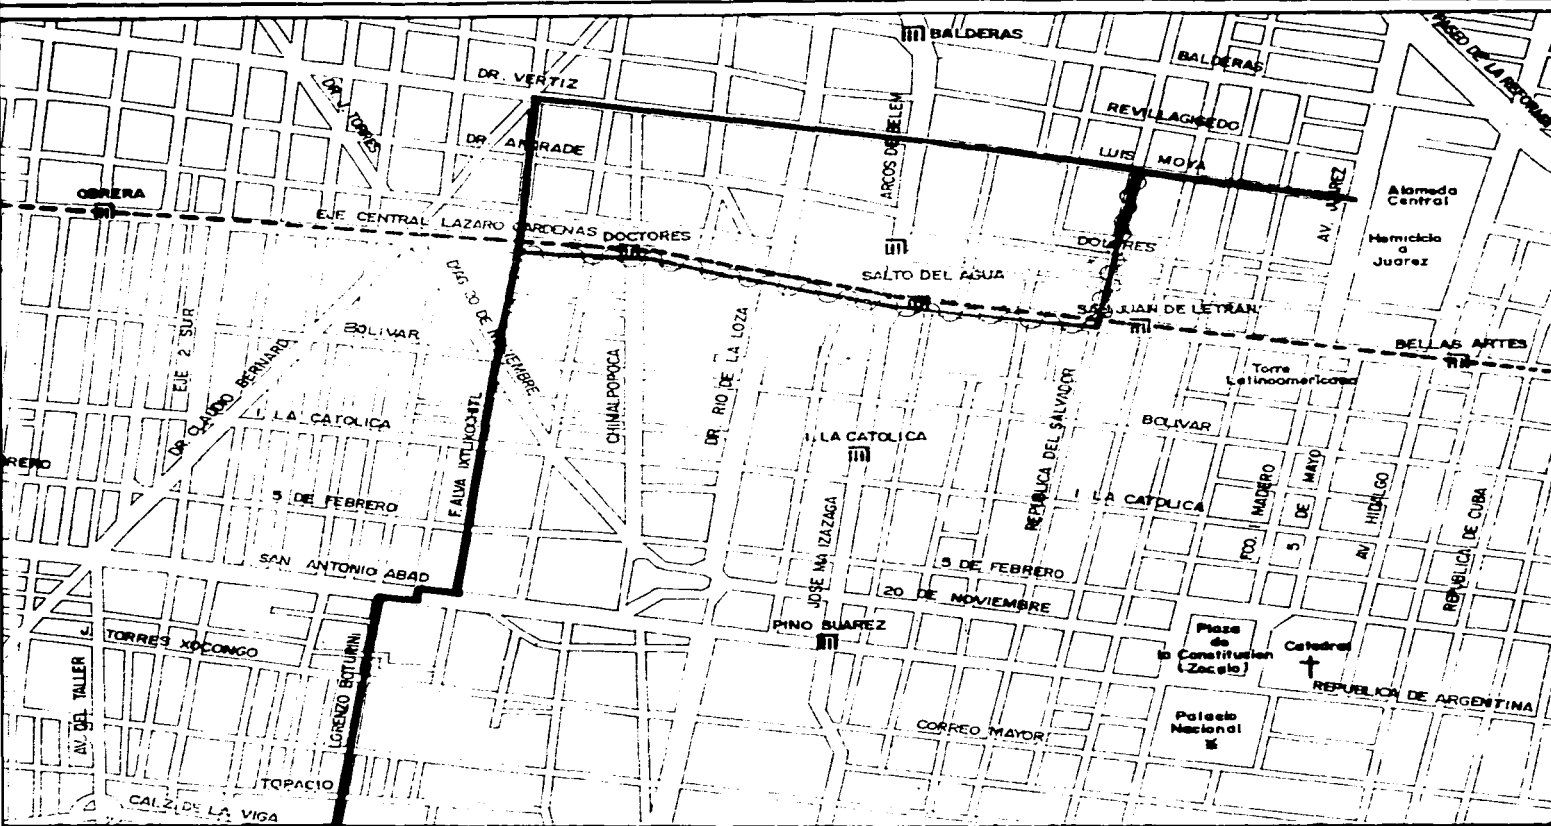 BALDERAS
BALDERAS
PASEO DE LA REFORMA
DR. VERTIZ
DR. J. TORRES
ARCOS DE BELEM
REVILLAGIGEDO
DR. ANDRADE
LUIS MOYA
AV. JUAREZ
Alameda
Central
OBRERA
EJE CENTRAL LAZARO CARDENAS
DOCTORES
DOLORES
Hemiciclo
a
Juarez
SALTO DEL AGUA
DIAG. 20 DE NOVIEMBRE
SAN JUAN DE LETRAN
EJE 2 SUR
BOLIVAR
BELLAS ARTES
DR. CLAUDIO BERNARD
CHIMALPOPOCA
DR. RIO DE LA LOZA
Torre
Latinoamericana
I. LA CATOLICA
F. ALVA IXTLIXOCHITL
I. LA CATOLICA
REPUBLICA DEL SALVADOR
BOLIVAR
RERO
5 DE FEBRERO
I. LA CATOLICA
FCO. I MADERO
5 DE MAYO
AV. HIDALGO
REPUBLICA DE CUBA
SAN ANTONIO ABAD
JOSE MA IZAZAGA
5 DE FEBRERO
20 DE NOVIEMBRE
J. TORRES XOCONGO
PINO SUAREZ
Plaza
de
la Constitucion
(Zocalo)
Catedral
AV. DEL TALLER
LORENZO BOTURINI
REPUBLICA DE ARGENTINA
CORREO MAYOR
Palacio
Nacional
TOPACIO
CALZ. DE LA VIGA